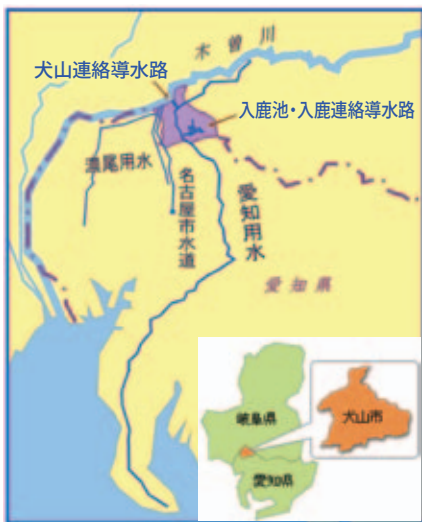 木曽川
犬山連絡導水路
入鹿池・入鹿連絡導水路
濃尾用水
名古屋市水道
愛知用水
愛知県
岐阜県
犬山市
愛知県